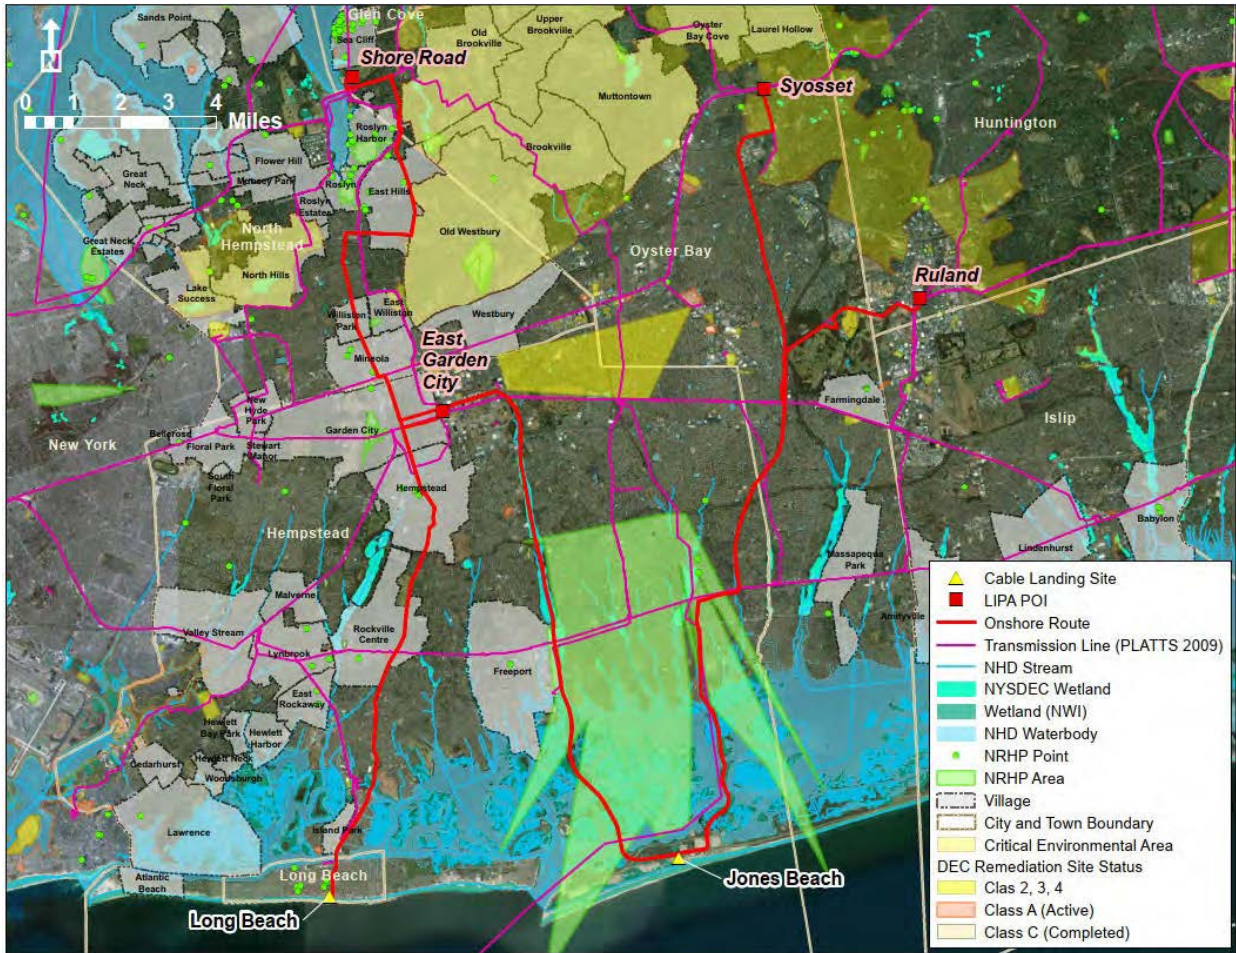 Sands Point
Glen Cove
Sea Cliff
Old
Brookville
Upper
Brookville
Oyster
Bay Cove
Laurel Hollow
Shore Road
Syosset
N
0 1 2 3 4
Miles
Muttontown
Huntington
Roslyn
Harbor
Brookville
Flower Hill
Great
Neck
Munsey Park
Roslyn
East Hills
Roslyn
Estates
North
Hempstead
Old Westbury
Great Neck
Estates
Oyster Bay
North Hills
Ruland
Lake
Success
East
Williston
Williston
Park
Westbury
East
Garden
City
Mineola
New
Hyde
Park
Farmingdale
Islip
New York
Bellerose
Floral Park
Garden City
Stewart
Manor
South
Floral
Park
Hempstead
Hempstead
Babylon
Lindenhurst
Massapequa
Park
Malverne
Amityville
Valley Stream
Rockville
Centre
Lynbrook
Freeport
East
Rockaway
Hewlett
Bay Park
Hewlett
Harbor
Cedarhurst
Hewlett Neck
Woodsburgh
Lawrence
Island Park
Atlantic
Beach
Long Beach
Jones Beach
Long Beach
Cable Landing Site
LIPA POI
Onshore Route
Transmission Line (PLATTS 2009)
NHD Stream
NYSDEC Wetland
Wetland (NWI)
NHD Waterbody
NRHP Point
NRHP Area
Village
City and Town Boundary
Critical Environmental Area
DEC Remediation Site Status
Clas 2, 3, 4
Class A (Active)
Class C (Completed)